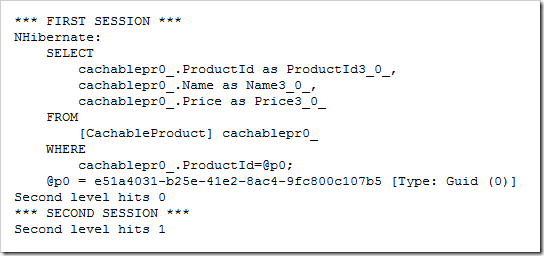 *** FIRST SESSION ***
NHibernate:
    SELECT
        cachablepr0_.ProductId as ProductId3_0_,
        cachablepr0_.Name as Name3_0_,
        cachablepr0_.Price as Price3_0_
    FROM
        [CachableProduct] cachablepr0_
    WHERE
        cachablepr0_.ProductId=@p0;
    @p0 = e51a4031-b25e-41e2-8ac4-9fc800c107b5 [Type: Guid (0)]
Second level hits 0
*** SECOND SESSION ***
Second level hits 1